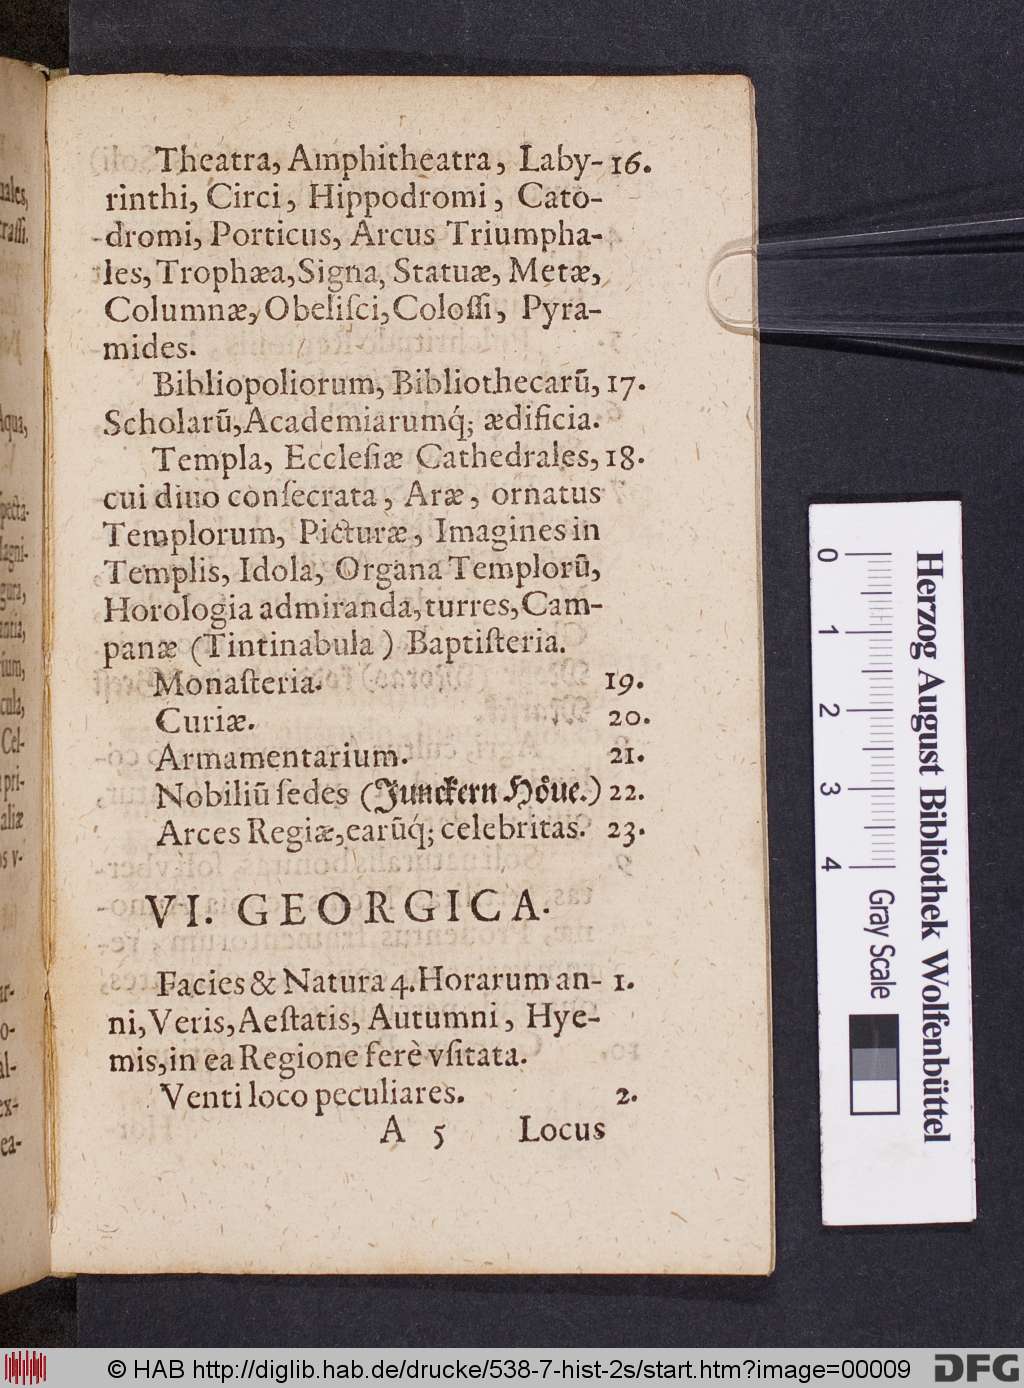 Theatra, Amphitheatra, Laby- 16.
rinthi, Circi, Hippodromi, Cato-
dromi, Porticus, Arcus Triumpha-
les, Trophæa, Signa, Statuæ, Metæ,
Columnæ, Obeliſci, Coloſſi, Pyra-
mides.
Bibliopoliorum, Bibliothecarũ, 17.
Scholarũ, Academiarumq́; ædificia.
Templa, Eccleſiæ Cathedrales, 18.
cui diuo conſecrata, Aræ, ornatus
Templorum, Picturæ, Imagines in
Templis, Idola, Organa Templorũ,
Horologia admiranda, turres, Cam-
panæ (Tintinabula) Baptiſteria.
Monaſteria. 19.
Curiæ. 20.
Armamentarium. 21.
Nobiliũ ſedes (Junckern Höue.) 22.
Arces Regiæ, earũq́; celebritas. 23.
VI. GEORGICA.
Facies & Natura 4. Horarum an- 1.
ni, Veris, Aeſtatis, Autumni, Hye-
mis, in ea Regione ferè vſitata.
Venti loco peculiares. 2.
A 5 Locus
0 1 2 3 4
Herzog August Bibliothek Wolfenbüttel
Gray Scale
© HAB http://diglib.hab.de/drucke/538-7-hist-2s/start.htm?image=00009
DFG